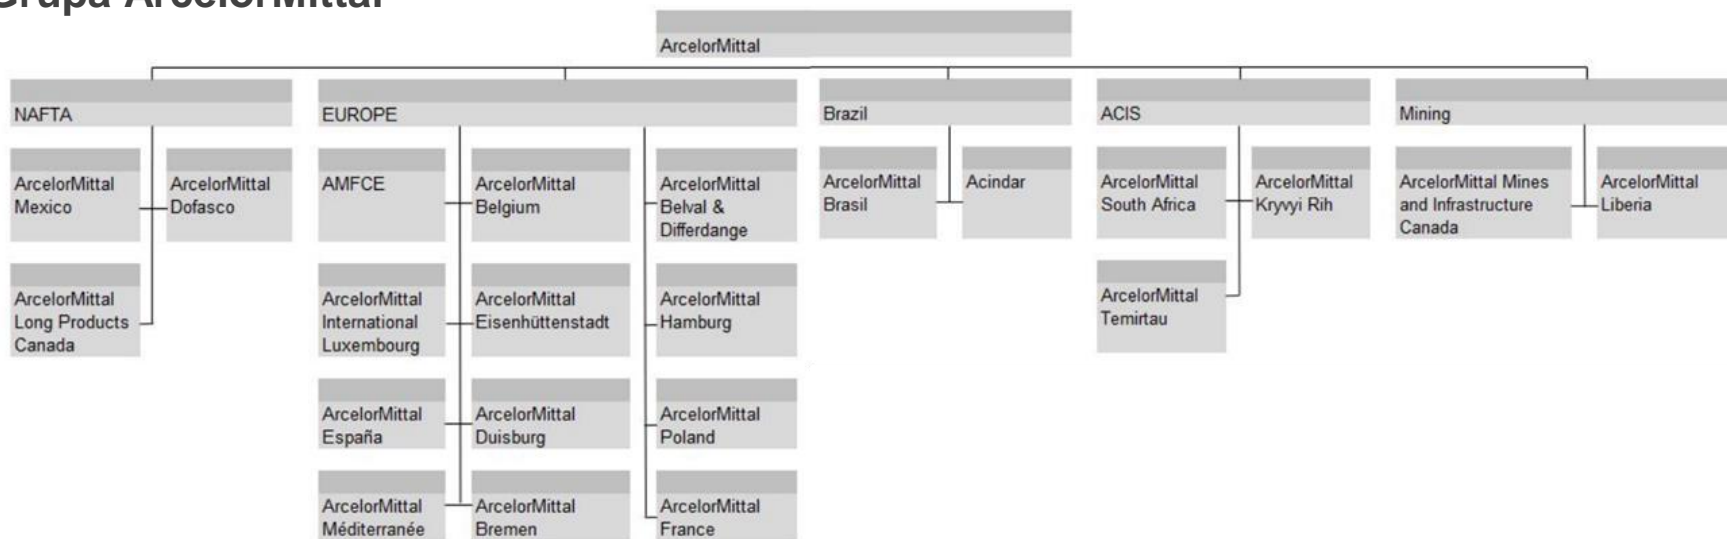 Grupa ArcelorMittal
ArcelorMittal
NAFTA
EUROPE
Brazil
ACIS
Mining
ArcelorMittal
Mexico
ArcelorMittal
Dofasco
ArcelorMittal
Long Products
Canada
AMFCE
ArcelorMittal
Belgium
ArcelorMittal
Belval &
Differdange
ArcelorMittal
International
Luxembourg
ArcelorMittal
Eisenhüttenstadt
ArcelorMittal
Hamburg
ArcelorMittal
España
ArcelorMittal
Duisburg
ArcelorMittal
Poland
ArcelorMittal
Méditerranée
ArcelorMittal
Bremen
ArcelorMittal
France
ArcelorMittal
Brasil
Acindar
ArcelorMittal
South Africa
ArcelorMittal
Kryvyi Rih
ArcelorMittal
Temirtau
ArcelorMittal Mines
and Infrastructure
Canada
ArcelorMittal
Liberia